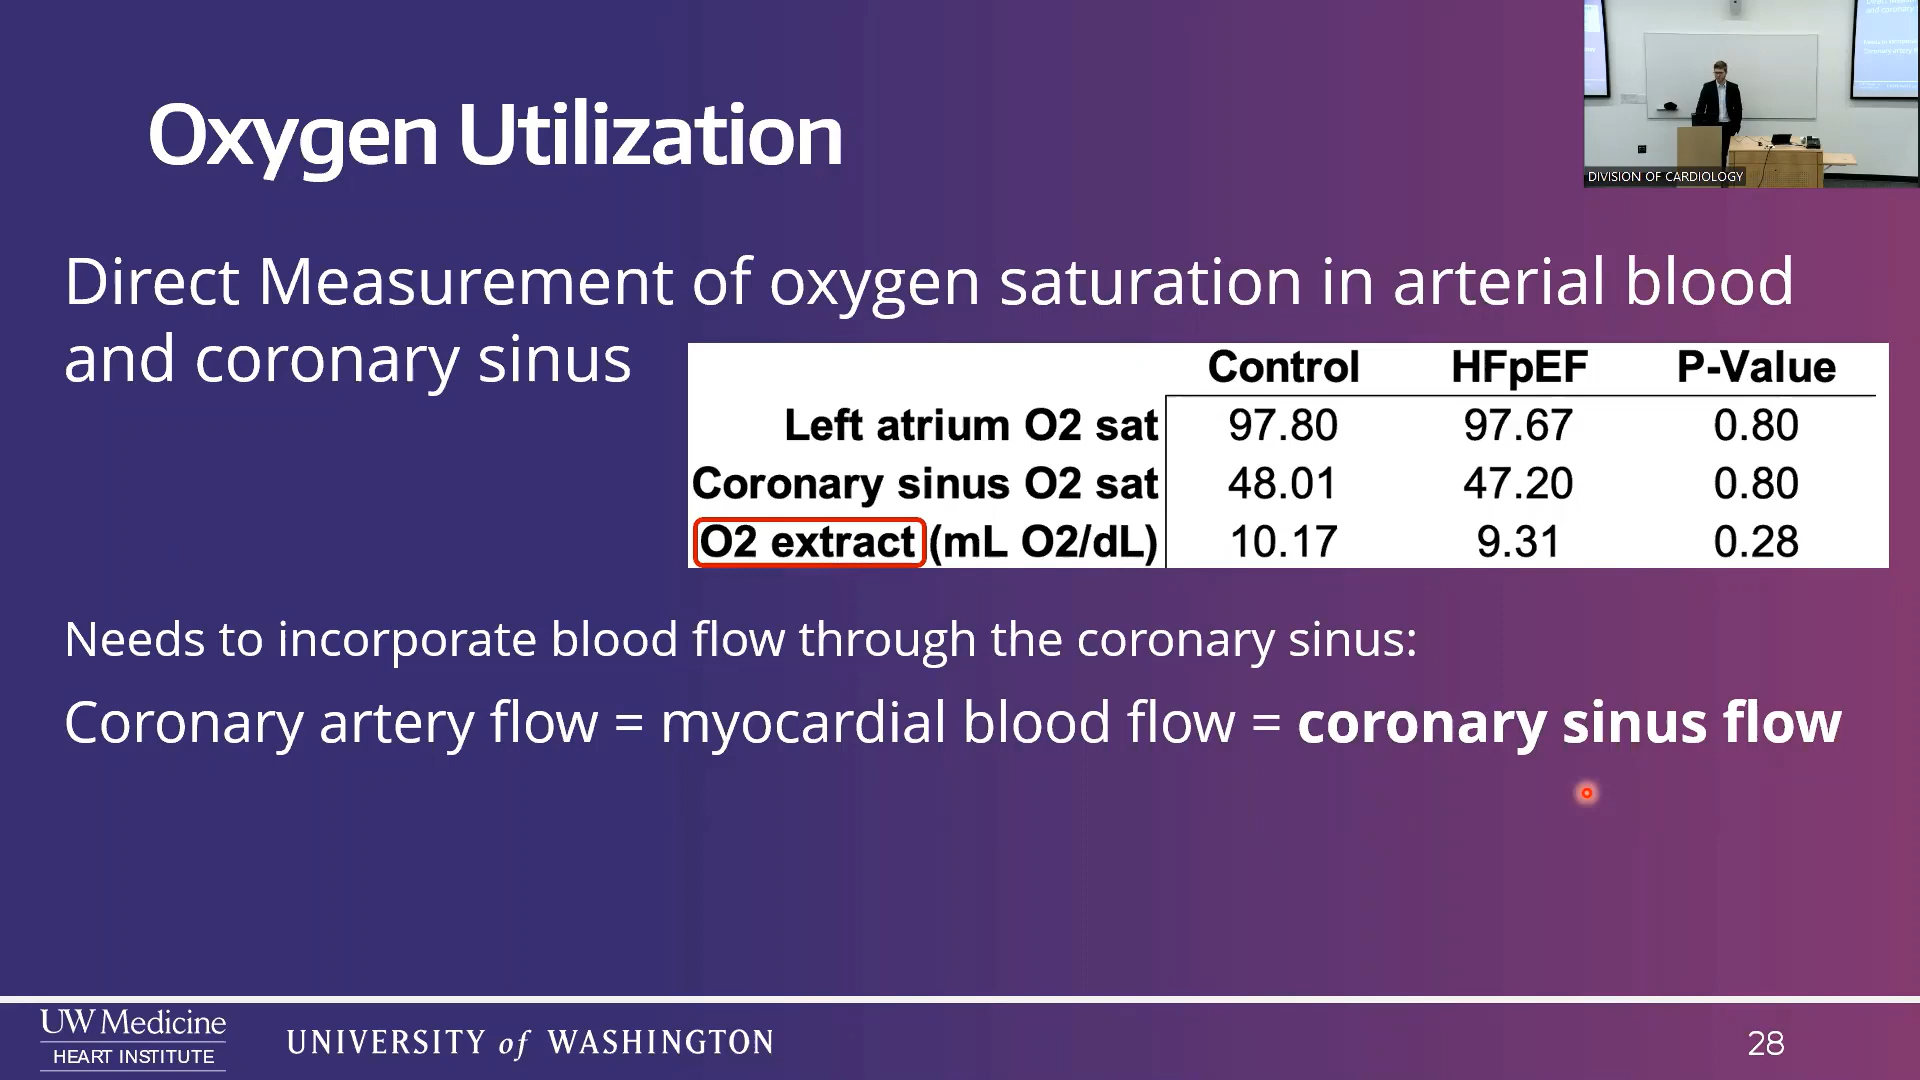 Oxygen Utilization
DIVISION OF CARDIOLOGY
Direct Measurement of oxygen saturation in arterial blood
and coronary sinus
Control HFpEF P-Value
Left atrium O2 sat 97.80 97.67 0.80
Coronary sinus O2 sat 48.01 47.20 0.80
O2 extract (mL O2/dL) 10.17 9.31 0.28
Needs to incorporate blood flow through the coronary sinus:
Coronary artery flow = myocardial blood flow = coronary sinus flow
UW Medicine
HEART INSTITUTE
UNIVERSITY of WASHINGTON
28